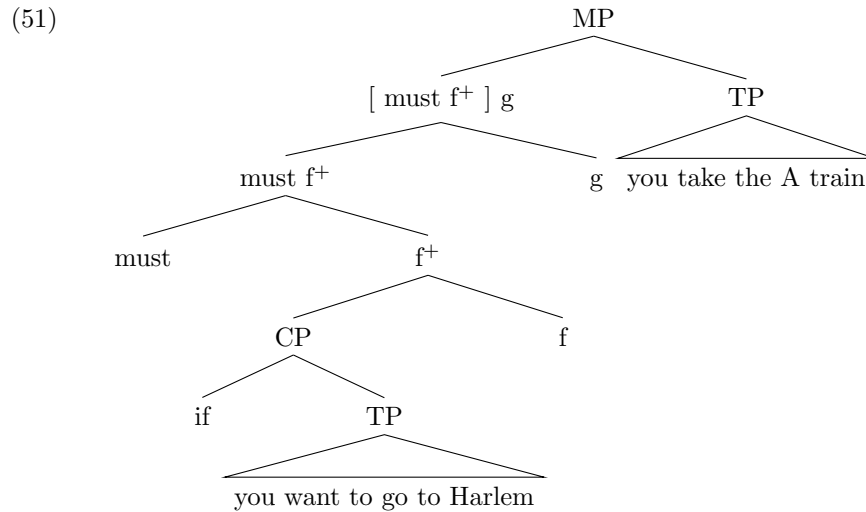 (51) MP
[ must f⁺ ] g TP
must f⁺ g you take the A train
must f⁺
CP f
if TP
you want to go to Harlem